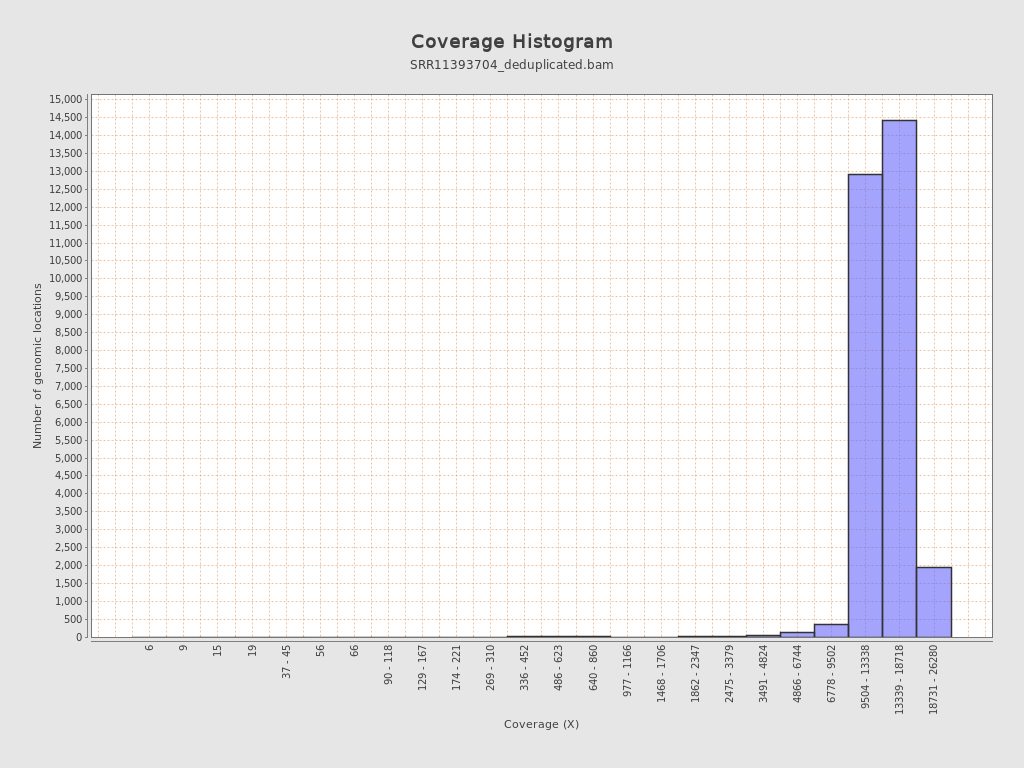 Coverage Histogram
SRR11393704_deduplicated.bam
Number of genomic locations
15,000
14,500
14,000
13,500
13,000
12,500
12,000
11,500
11,000
10,500
10,000
9,500
9,000
8,500
8,000
7,500
7,000
6,500
6,000
5,500
5,000
4,500
4,000
3,500
3,000
2,500
2,000
1,500
1,000
500
0
6
9
15
19
37 - 45
56
66
90 - 118
129 - 167
174 - 221
269 - 310
336 - 452
486 - 623
640 - 860
977 - 1166
1468 - 1706
1862 - 2347
2475 - 3379
3491 - 4824
4866 - 6744
6778 - 9502
9504 - 13338
13339 - 18718
18731 - 26280
Coverage (X)